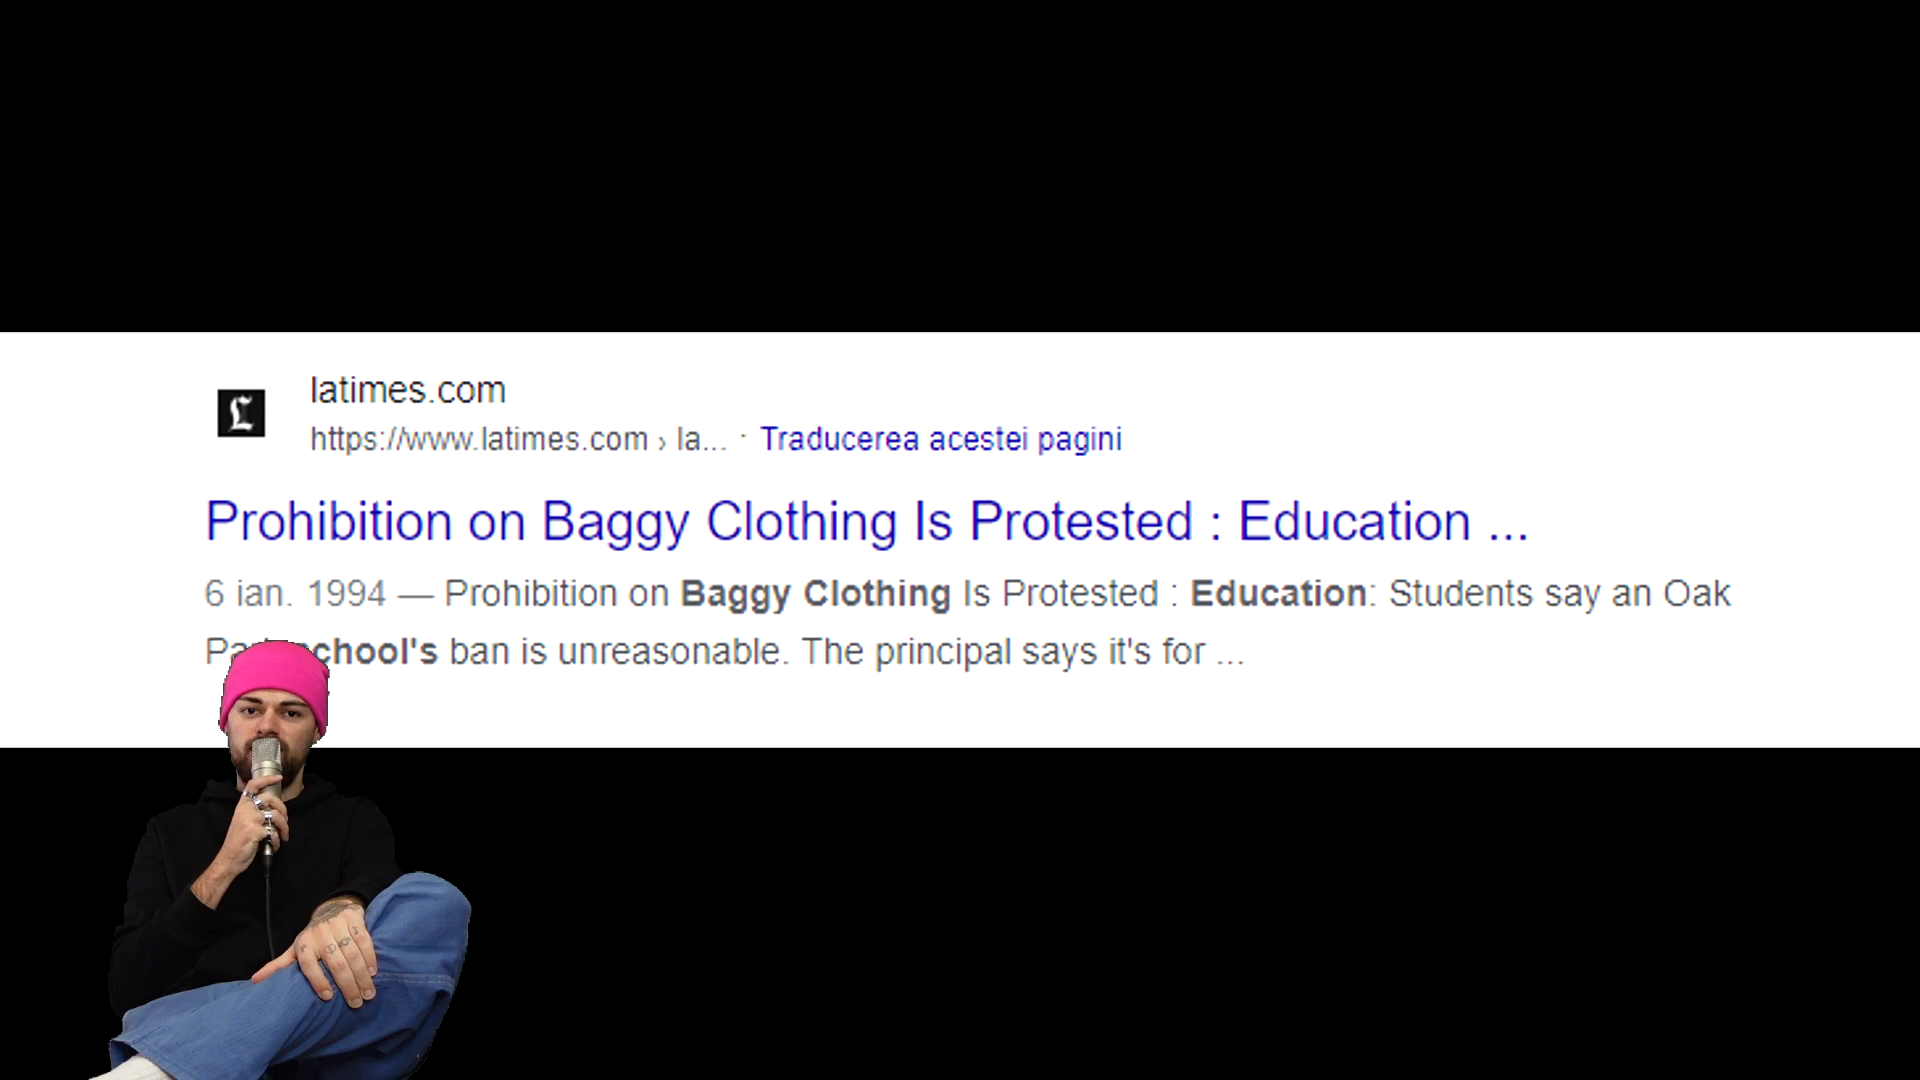 latimes.com
https://www.latimes.com › la... · Traducerea acestei pagini
Prohibition on Baggy Clothing Is Protested : Education ...
6 ian. 1994 — Prohibition on Baggy Clothing Is Protested : Education: Students say an Oak
chool's ban is unreasonable. The principal says it's for ...